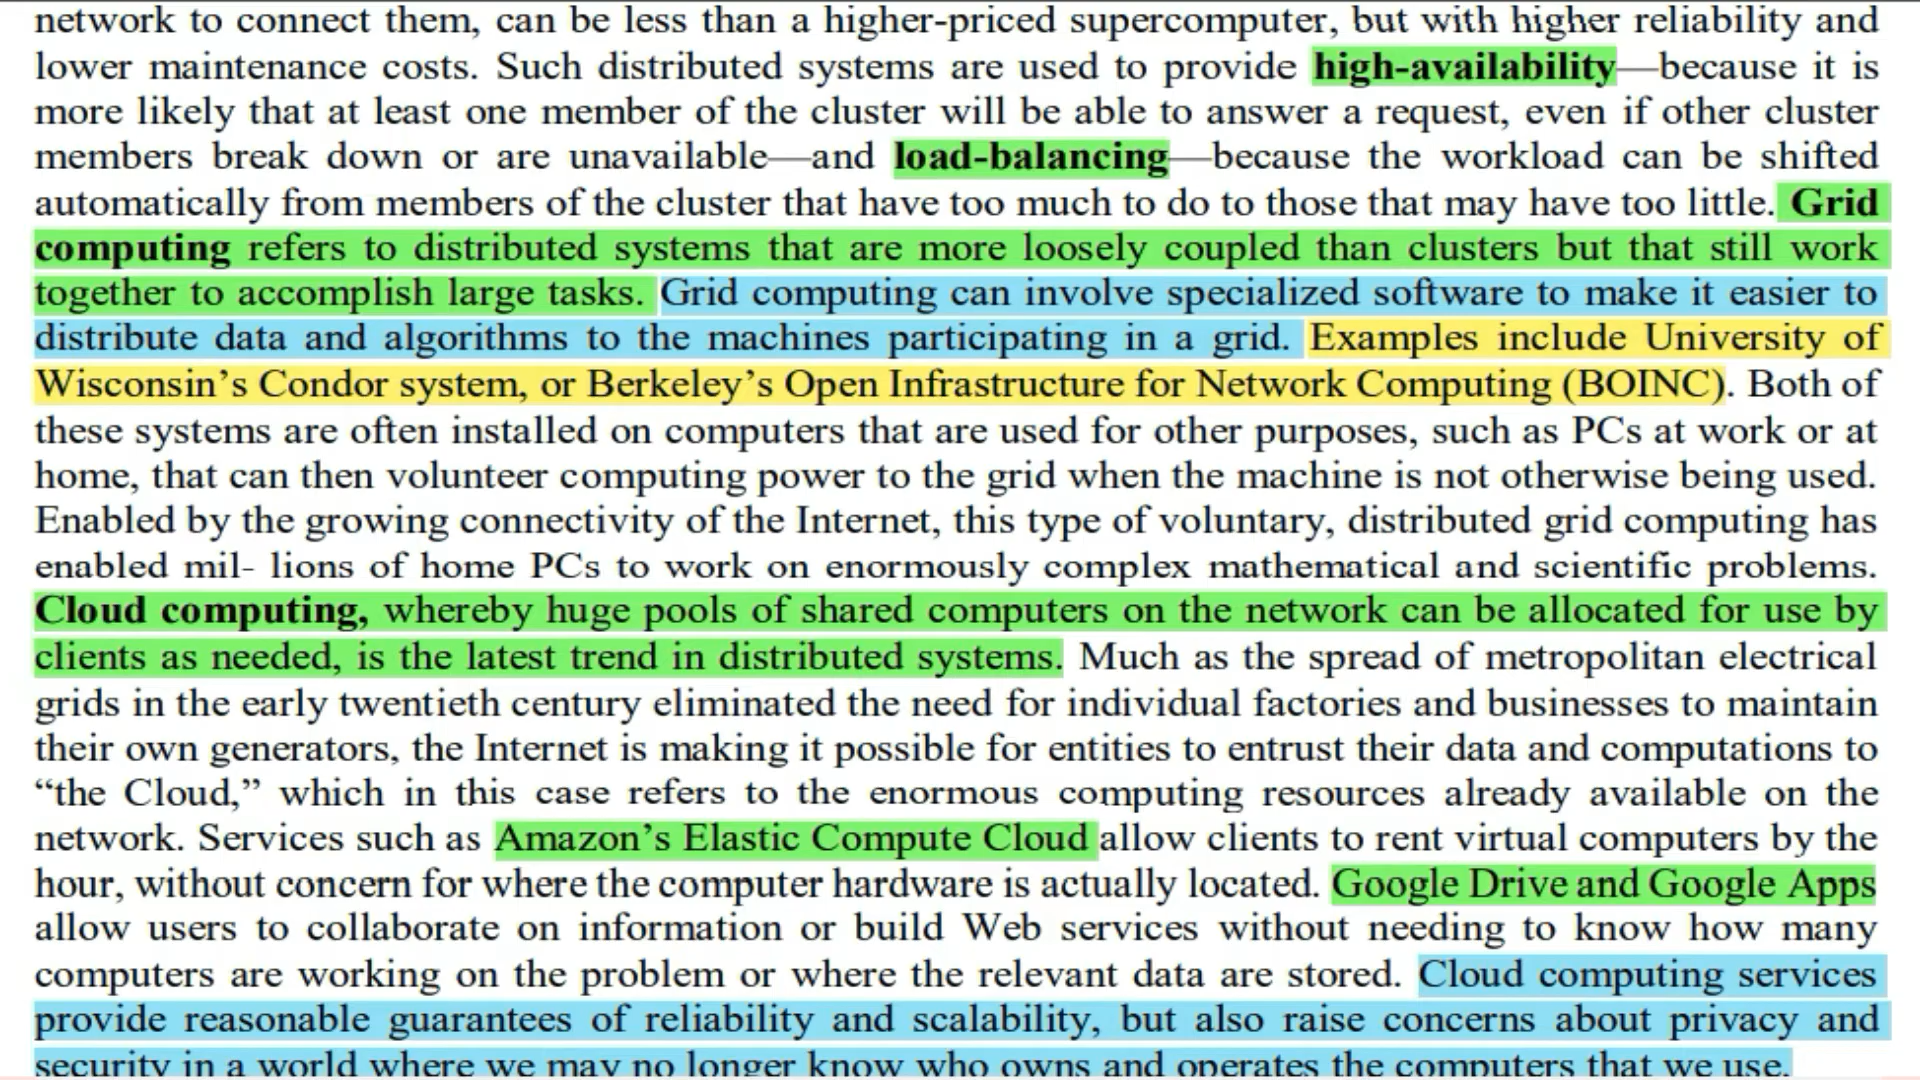 network to connect them, can be less than a higher-priced supercomputer, but with higher reliability and
lower maintenance costs. Such distributed systems are used to provide high-availability—because it is
more likely that at least one member of the cluster will be able to answer a request, even if other cluster
members break down or are unavailable—and load-balancing—because the workload can be shifted
automatically from members of the cluster that have too much to do to those that may have too little. Grid
computing refers to distributed systems that are more loosely coupled than clusters but that still work
together to accomplish large tasks. Grid computing can involve specialized software to make it easier to
distribute data and algorithms to the machines participating in a grid. Examples include University of
Wisconsin’s Condor system, or Berkeley’s Open Infrastructure for Network Computing (BOINC). Both of
these systems are often installed on computers that are used for other purposes, such as PCs at work or at
home, that can then volunteer computing power to the grid when the machine is not otherwise being used.
Enabled by the growing connectivity of the Internet, this type of voluntary, distributed grid computing has
enabled mil- lions of home PCs to work on enormously complex mathematical and scientific problems.
Cloud computing, whereby huge pools of shared computers on the network can be allocated for use by
clients as needed, is the latest trend in distributed systems. Much as the spread of metropolitan electrical
grids in the early twentieth century eliminated the need for individual factories and businesses to maintain
their own generators, the Internet is making it possible for entities to entrust their data and computations to
“the Cloud,” which in this case refers to the enormous computing resources already available on the
network. Services such as Amazon’s Elastic Compute Cloud allow clients to rent virtual computers by the
hour, without concern for where the computer hardware is actually located. Google Drive and Google Apps
allow users to collaborate on information or build Web services without needing to know how many
computers are working on the problem or where the relevant data are stored. Cloud computing services
provide reasonable guarantees of reliability and scalability, but also raise concerns about privacy and
security in a world where we may no longer know who owns and operates the computers that we use.